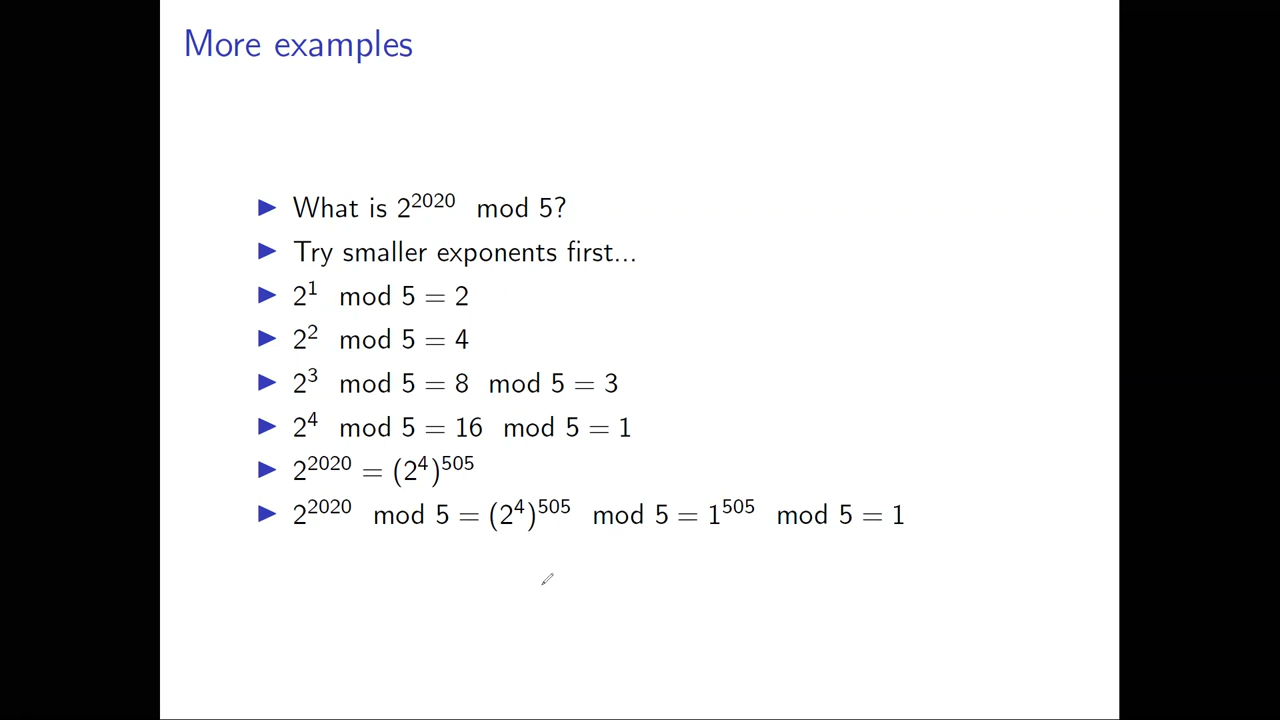 More examples
▶ What is 2^2020 mod 5?
▶ Try smaller exponents first...
▶ 2^1 mod 5 = 2
▶ 2^2 mod 5 = 4
▶ 2^3 mod 5 = 8 mod 5 = 3
▶ 2^4 mod 5 = 16 mod 5 = 1
▶ 2^2020 = (2^4)^505
▶ 2^2020 mod 5 = (2^4)^505 mod 5 = 1^505 mod 5 = 1